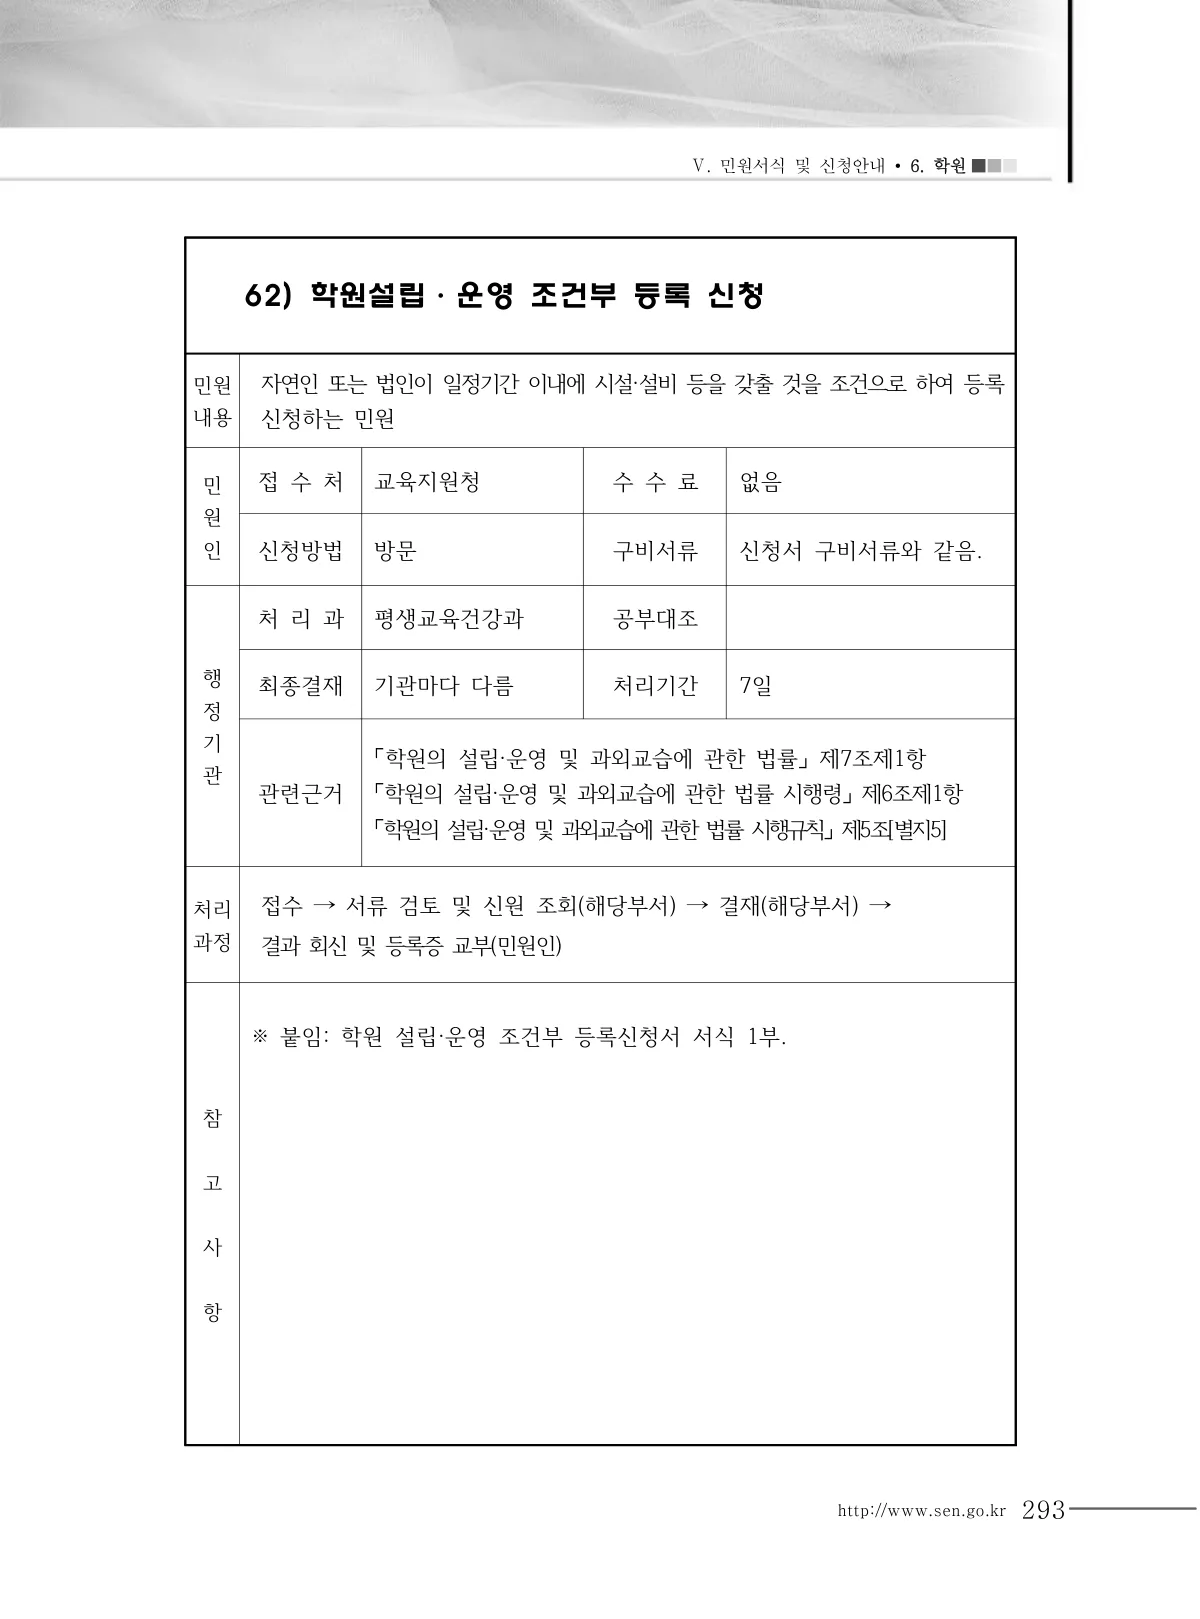 V. 민원서식 및 신청안내 • 6. 학원
62) 학원설립 · 운영 조건부 등록 신청
민원
내용
자연인 또는 법인이 일정기간 이내에 시설·설비 등을 갖출 것을 조건으로 하여 등록
신청하는 민원
민
원
인
접 수 처
교육지원청
수 수 료
없음
신청방법
방문
구비서류
신청서 구비서류와 같음.
행
정
기
관
처 리 과
평생교육건강과
공부대조
최종결재
기관마다 다름
처리기간
7일
관련근거
「학원의 설립·운영 및 과외교습에 관한 법률」 제7조제1항
「학원의 설립·운영 및 과외교습에 관한 법률 시행령」 제6조제1항
「학원의 설립·운영 및 과외교습에 관한 법률 시행규칙」 제5조[별지5]
처리
과정
접수 → 서류 검토 및 신원 조회(해당부서) → 결재(해당부서) →
결과 회신 및 등록증 교부(민원인)
참
고
사
항
※ 붙임: 학원 설립·운영 조건부 등록신청서 서식 1부.
http://www.sen.go.kr 293